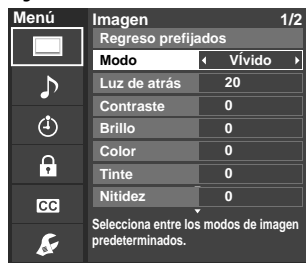 Menú
Imagen 1/2
Regreso prefijados
Modo VÍvido
Luz de atrás 20
Contraste 0
Brillo 0
Color 0
Tinte 0
Nitidez 0
CC
Selecciona entre los modos de imagen
predeterminados.